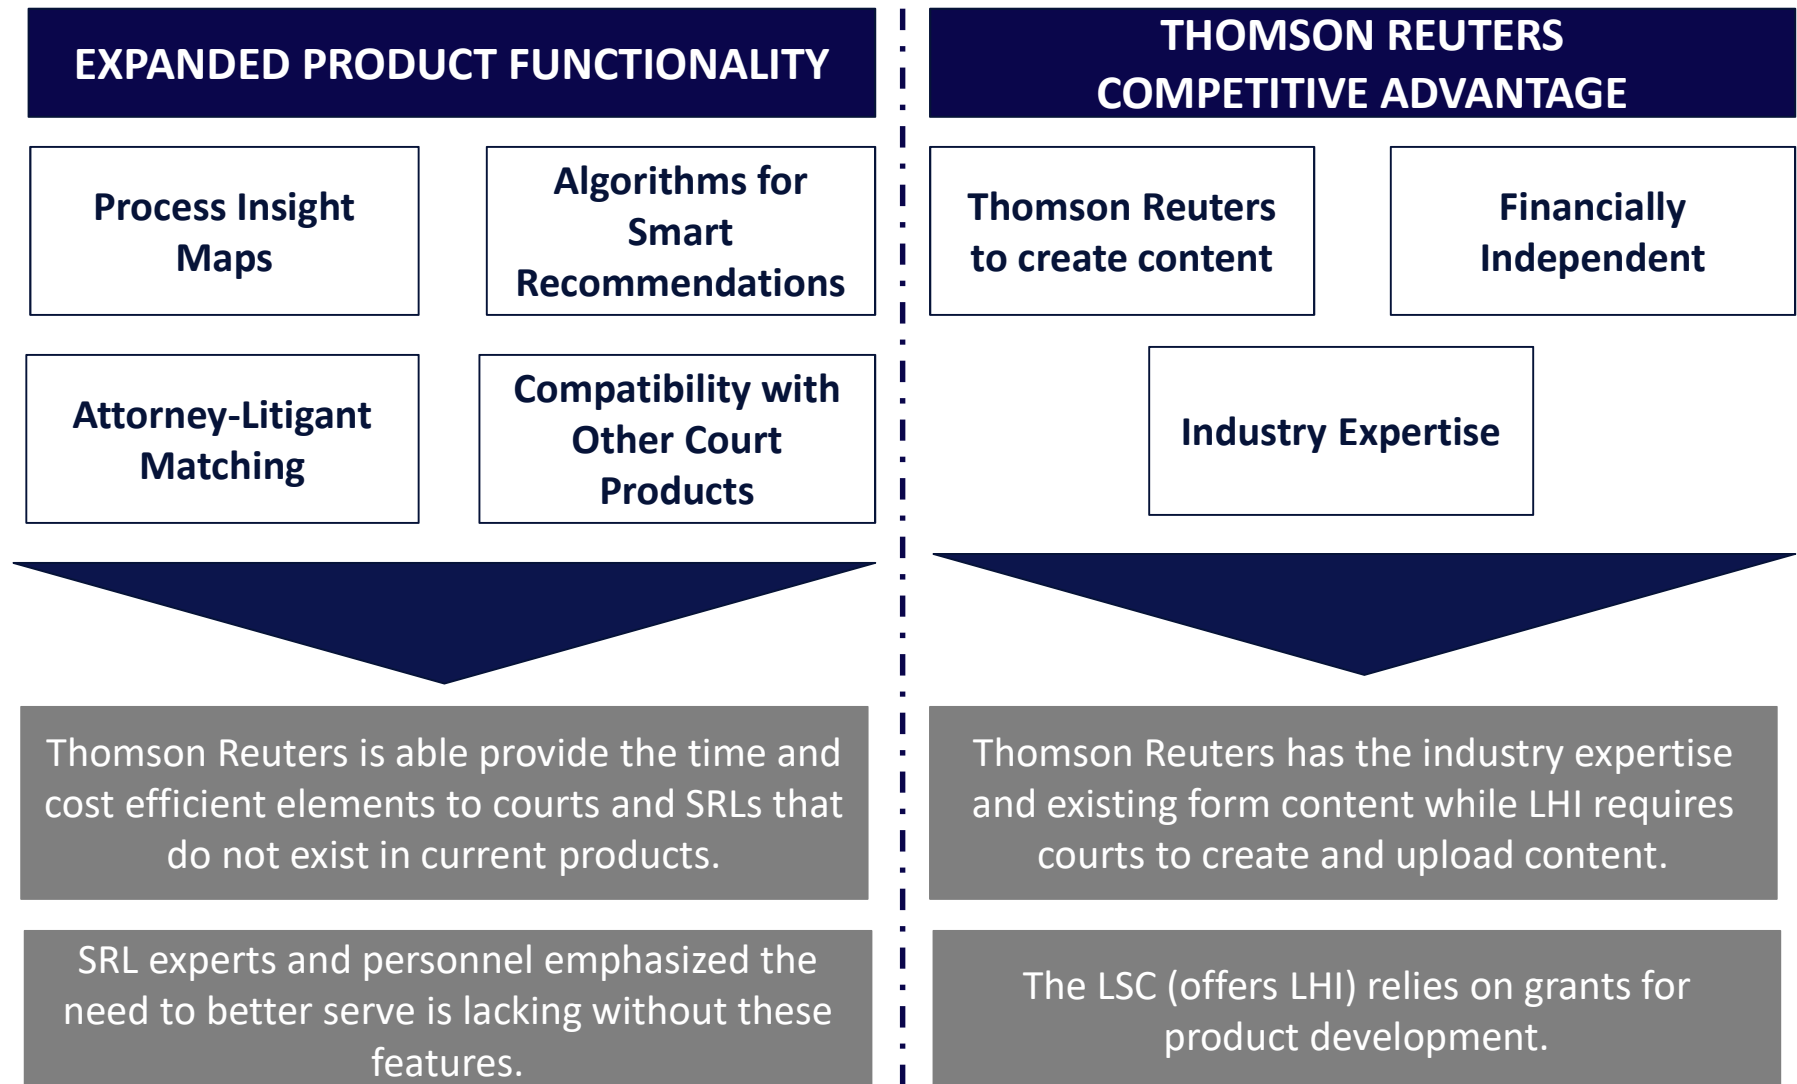 EXPANDED PRODUCT FUNCTIONALITY
Process Insight
Maps
Algorithms for
Smart
Recommendations
Attorney-Litigant
Matching
Compatibility with
Other Court
Products
Thomson Reuters is able provide the time and
cost efficient elements to courts and SRLs that
do not exist in current products.
SRL experts and personnel emphasized the
need to better serve is lacking without these
features.
THOMSON REUTERS
COMPETITIVE ADVANTAGE
Thomson Reuters
to create content
Financially
Independent
Industry Expertise
Thomson Reuters has the industry expertise
and existing form content while LHI requires
courts to create and upload content.
The LSC (offers LHI) relies on grants for
product development.